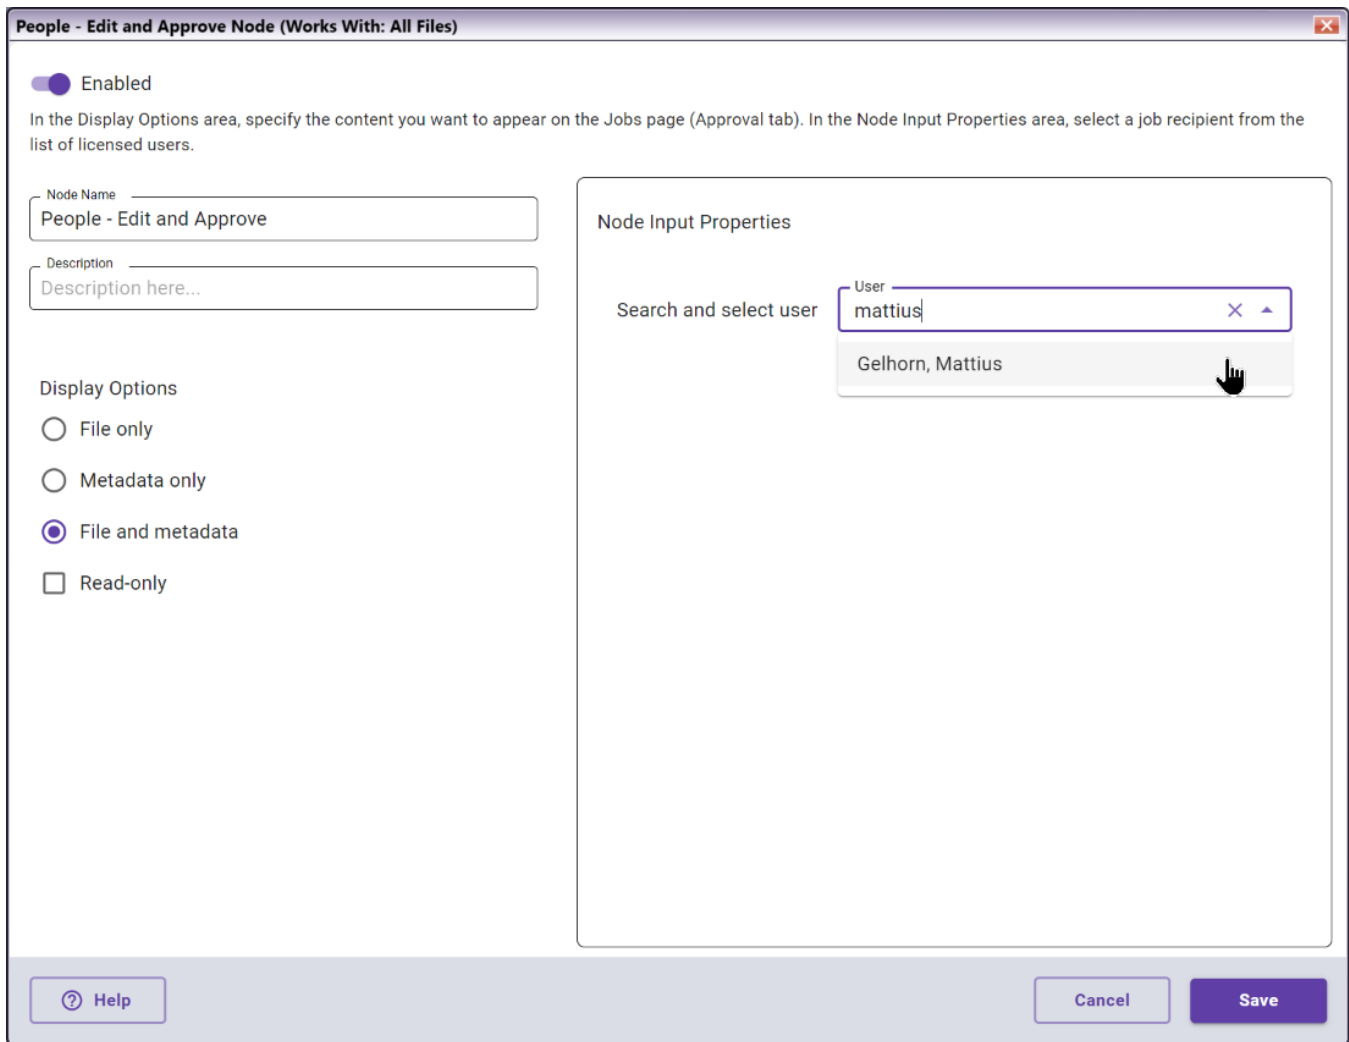 People - Edit and Approve Node (Works With: All Files)
Enabled
In the Display Options area, specify the content you want to appear on the Jobs page (Approval tab). In the Node Input Properties area, select a job recipient from the
list of licensed users.
Node Name
People - Edit and Approve
Description
Description here...
Display Options
File only
Metadata only
File and metadata
Read-only
Node Input Properties
Search and select user
User
mattius
Gelhorn, Mattius
Help
Cancel
Save